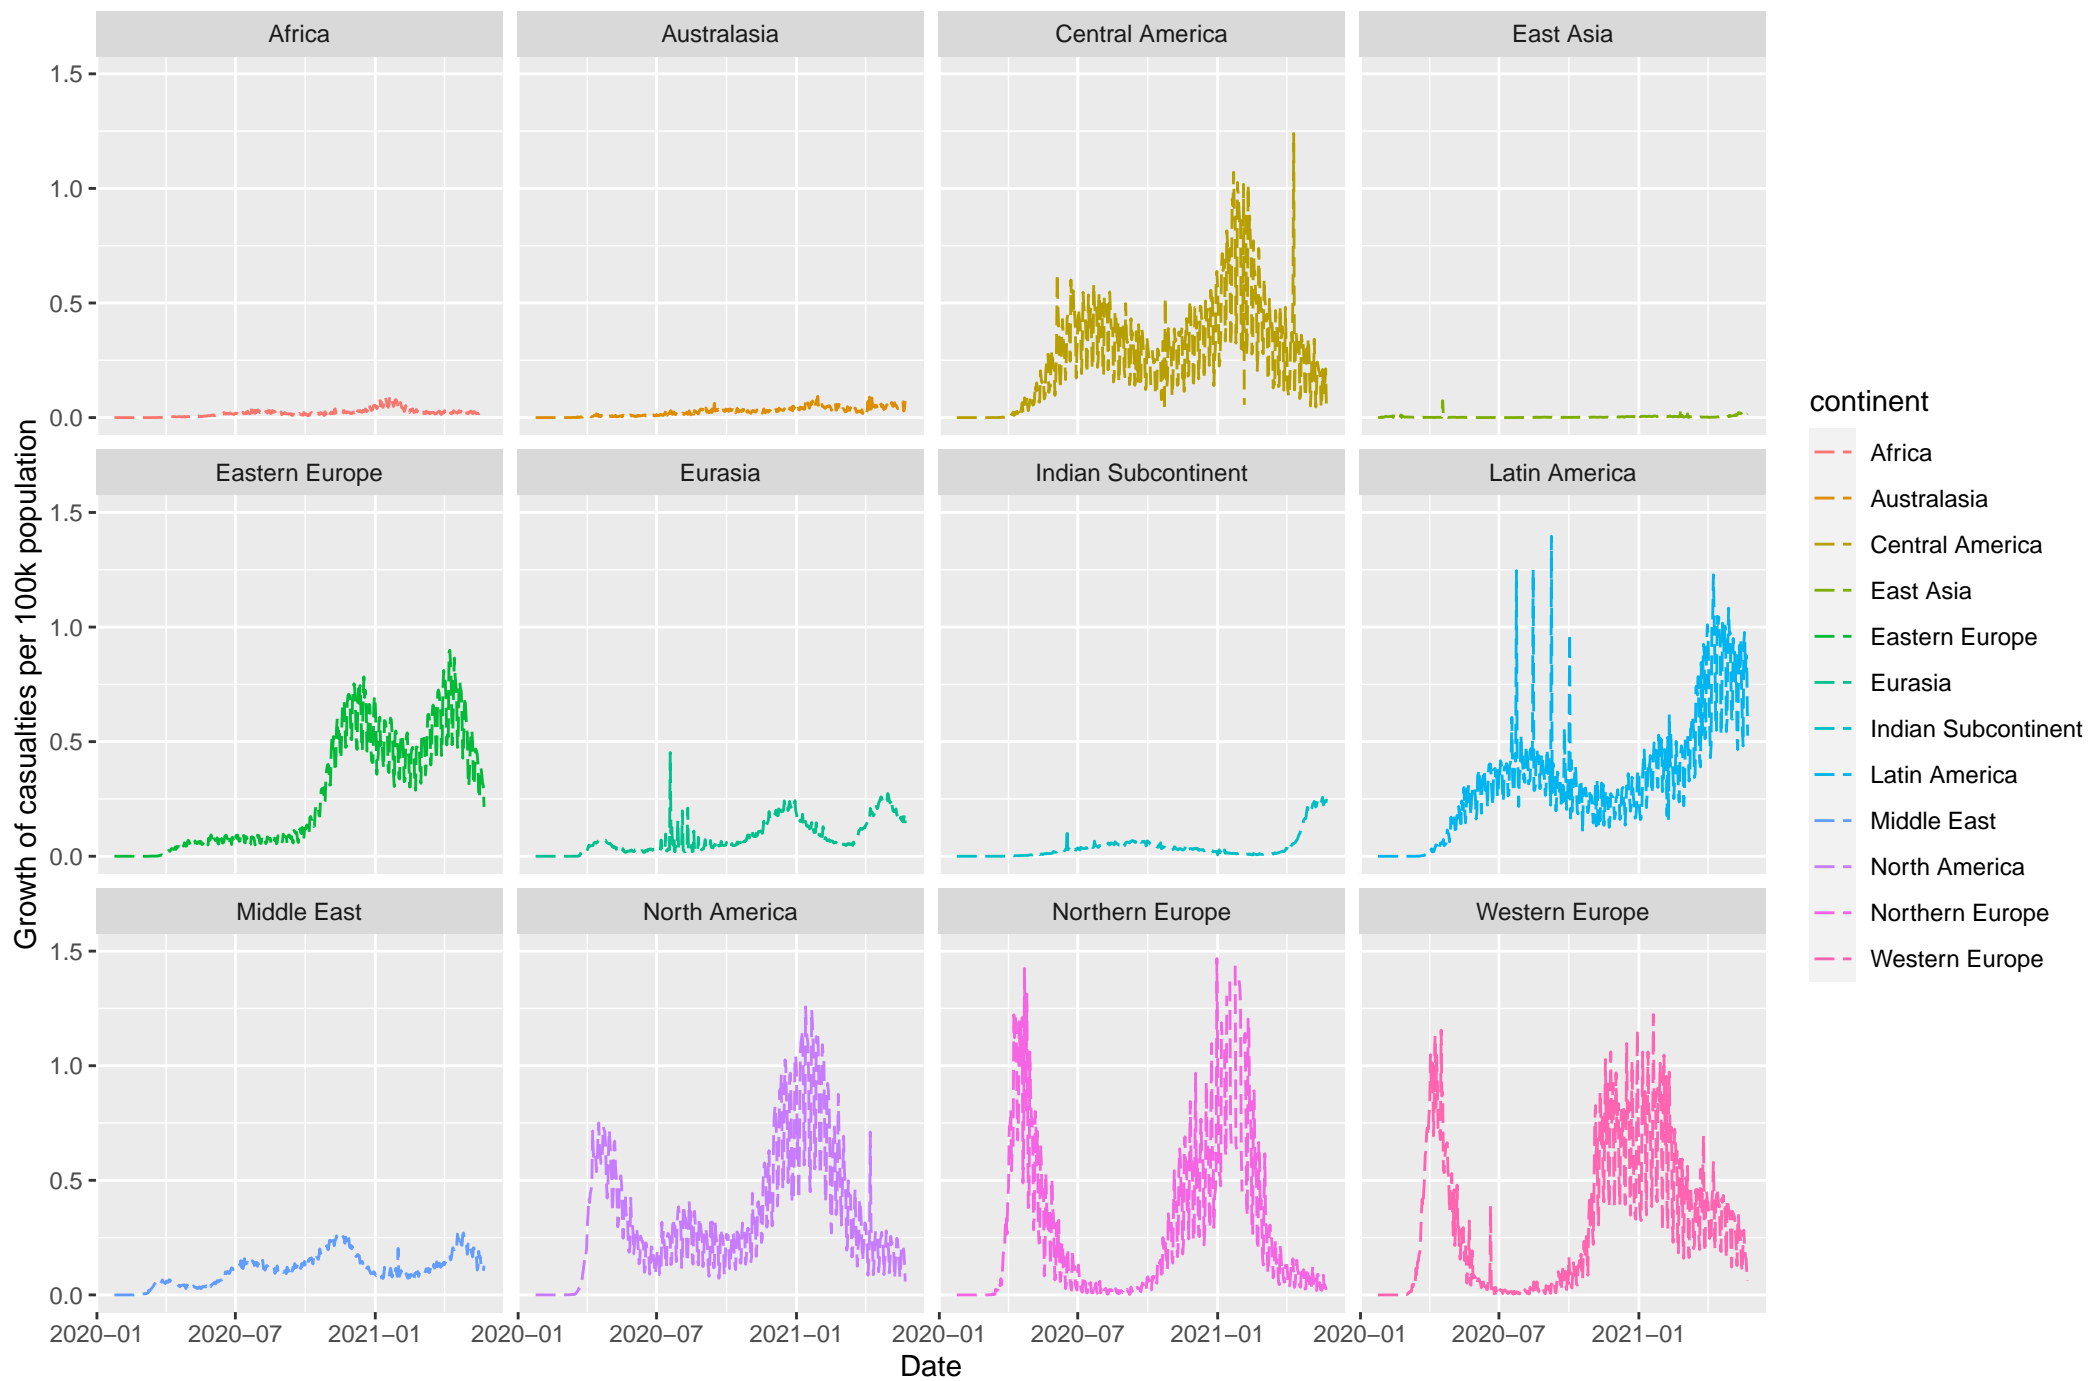 Africa
Australasia
Central America
East Asia
1.5
1.0
0.5
0.0
Eastern Europe
Eurasia
Indian Subcontinent
Latin America
1.5
1.0
0.5
0.0
Middle East
North America
Northern Europe
Western Europe
1.5
1.0
0.5
0.0
2020−01
2020−07
2021−01
2020−01
2020−07
2021−01
2020−01
2020−07
2021−01
2020−01
2020−07
2021−01
Date
Growth of casualties per 100k population
continent
Africa
Australasia
Central America
East Asia
Eastern Europe
Eurasia
Indian Subcontinent
Latin America
Middle East
North America
Northern Europe
Western Europe